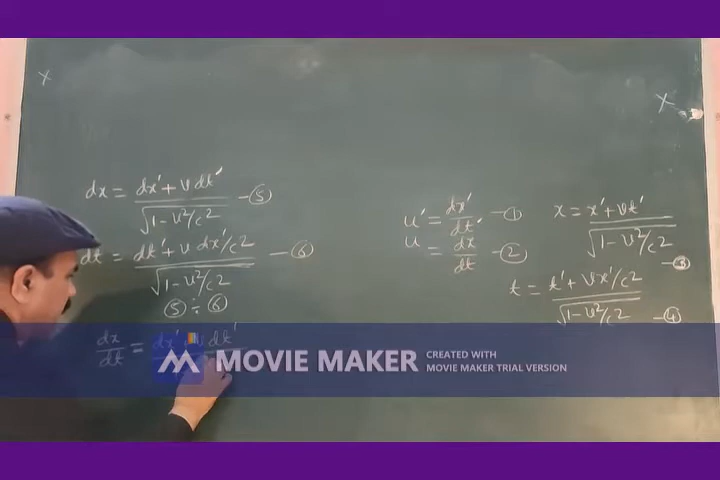 x
x
dx = dx' + v dt' / √1 - v²/c² - ⑤
dt = dt' + v dx'/c² / √1 - v²/c² - ⑥
⑤ ÷ ⑥
dx/dt = dx' + v dt'
u' = dx'/dt' - ①
u = dx/dt - ②
x = x' + vt' / √1 - v²/c² - ③
t = t' + vx'/c² / √1 - v²/c² - ④
MOVIE MAKER
CREATED WITH
MOVIE MAKER TRIAL VERSION